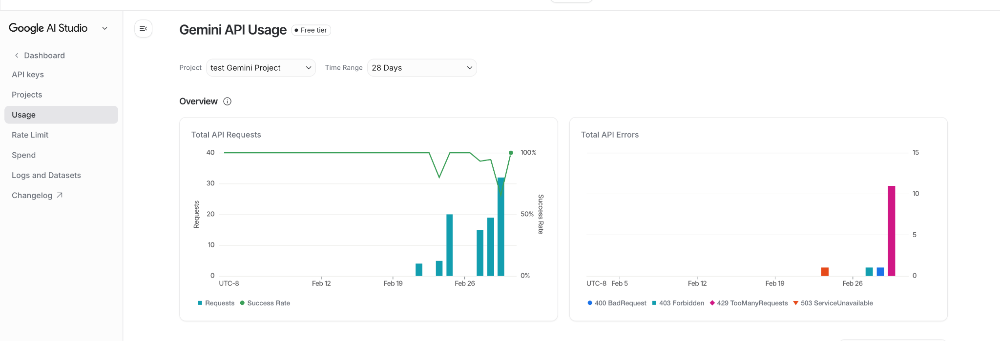 Google AI Studio
Dashboard
API keys
Projects
Usage
Rate Limit
Spend
Logs and Datasets
Changelog
Gemini API Usage
Free tier
Project
test Gemini Project
Time Range
28 Days
Overview
Total API Requests
40
30
20
10
0
Requests
100%
50%
0%
Success Rate
UTC-8
Feb 12
Feb 19
Feb 26
Requests
Success Rate
Total API Errors
15
10
5
0
UTC-8
Feb 5
Feb 12
Feb 19
Feb 26
400 BadRequest
403 Forbidden
429 TooManyRequests
503 ServiceUnavailable